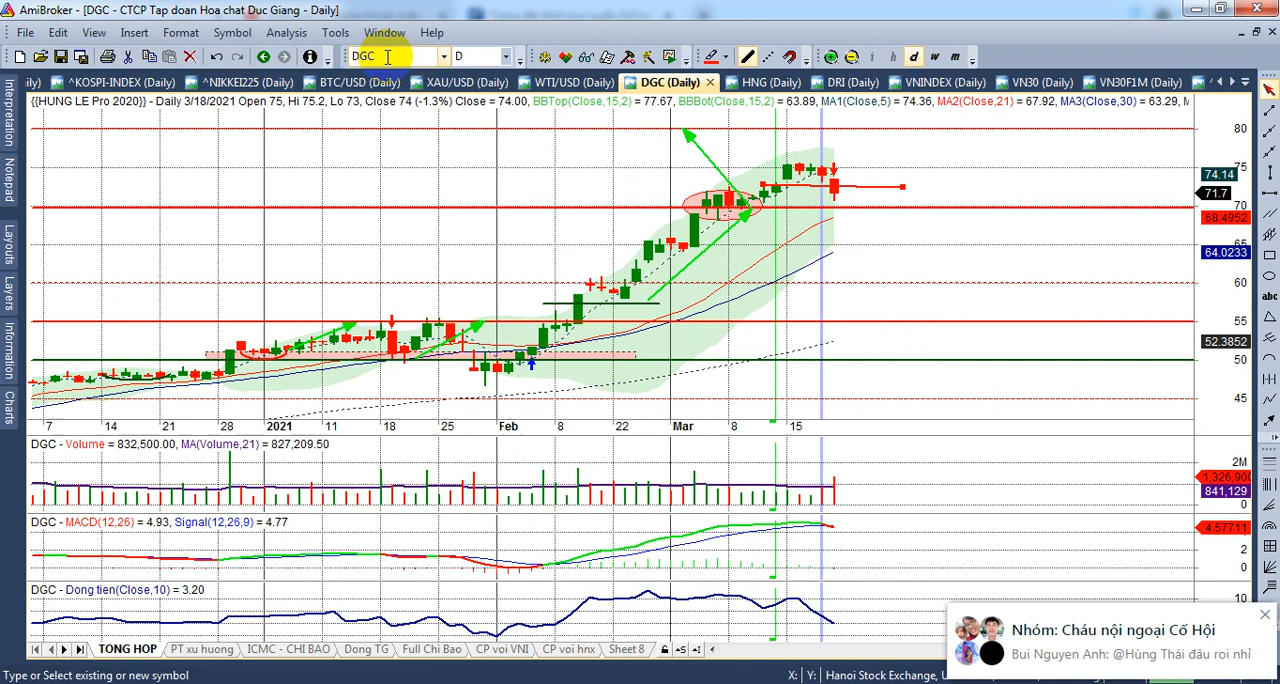 AmiBroker - [DGC - CTCP Tap doan Hoa chat Duc Giang - Daily]
File Edit View Insert Format Symbol Analysis Tools Window Help
DGC D i h d w m
ily) ^KOSPI-INDEX (Daily) ^NIKKEI225 (Daily) BTC/USD (Daily) XAU/USD (Daily) WTI/USD (Daily) DGC (Daily) HNG (Daily) DRI (Daily) VNINDEX (Daily) VN30 (Daily) VN30F1M (Daily)
{{HUNG LE Pro 2020}} - Daily 3/18/2021 Open 75, Hi 75.2, Lo 73, Close 74 (-1.3%) Close = 74.00, BBTop(Close,15,2) = 77.67, BBBot(Close,15,2) = 63.89, MA1(Close,5) = 74.36, MA2(Close,21) = 67.92, MA3(Close,30) = 63.29, M
Interpretation
Notepad
Layouts
Layers
Information
Charts
abc
80
75
74.14
71.7
70
68.4952
65
64.0233
60
55
52.3852
50
45
7 14 21 28 2021 11 18 25 Feb 8 22 Mar 8 15
DGC - Volume = 832,500.00, MA(Volume,21) = 827,209.50
2M
1,326,900
841,129
0
DGC - MACD(12,26) = 4.93, Signal(12,26,9) = 4.77
4.57711
2
0
DGC - Dong tien(Close,10) = 3.20
10
Nhóm: Cháu nội ngoại Cố Hội
Bui Nguyen Anh: @Hùng Thái đâu roi nhỉ
TONG HOP PT xu huong ICMF - CHI BAO Dong TG Full Chi Bao CP voi VNI CP voi hnx Sheet 8
Type or Select existing or new symbol X: Y: Hanoi Stock Exchange,